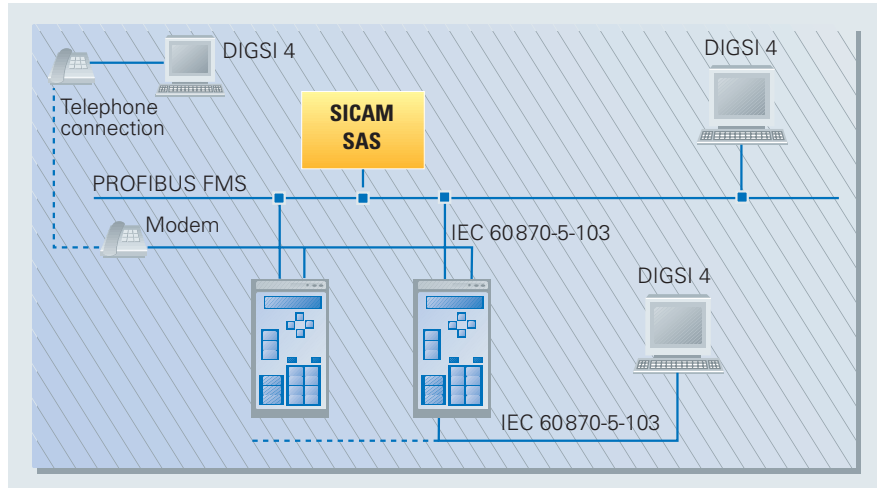 DIGSI 4
DIGSI 4
Telephone
connection
SICAM
SAS
PROFIBUS FMS
Modem
IEC 60870-5-103
DIGSI 4
IEC 60870-5-103